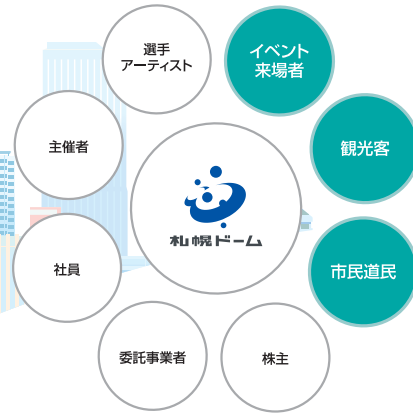 選手
アーティスト
イベント
来場者
主催者
観光客
札幌ドーム
社員
市民道民
委託事業者
株主